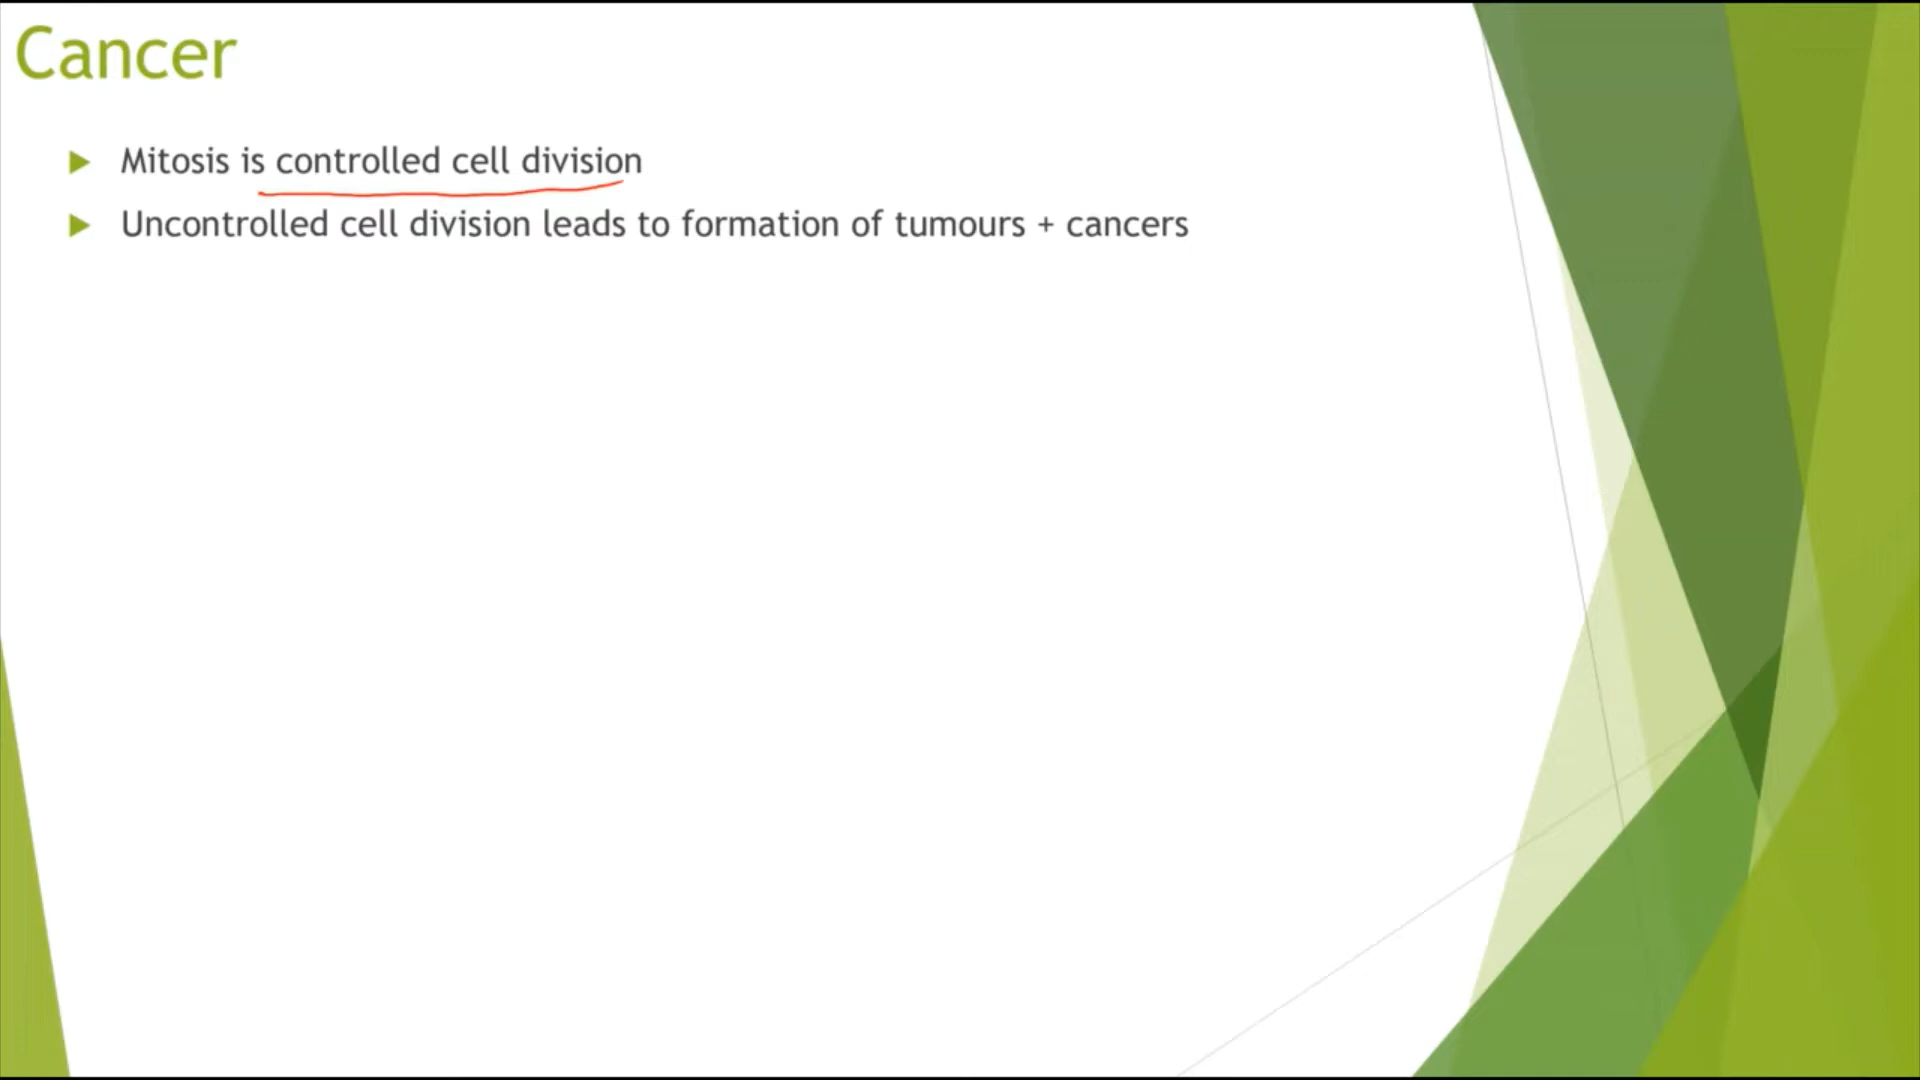 Cancer
Mitosis is controlled cell division
Uncontrolled cell division leads to formation of tumours + cancers